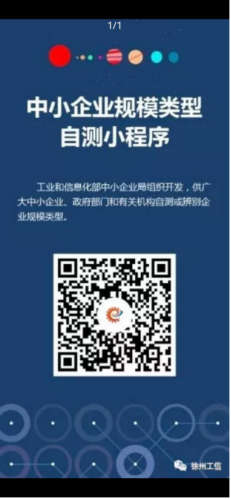 1/1
中小企业规模类型
自测小程序
工业和信息化部中小企业局组织开发，供广
大中小企业、政府部门和有关机构自测或辨别企
业规模类型。
徐州工信